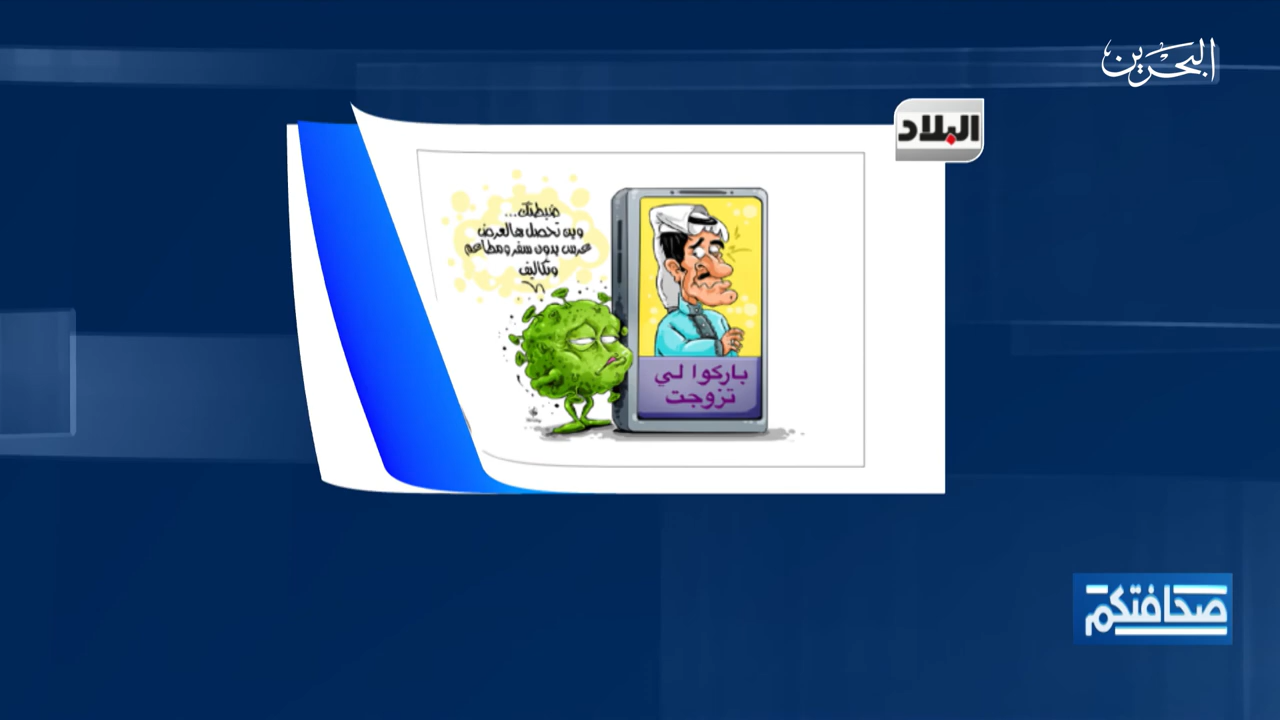 البحرين
البلاد
ضبطتك...
وين تحصل هالعرض
عرس بدون سفر ومطاعم
وتكاليف
باركوا لي
تزوجت
صحافتكم